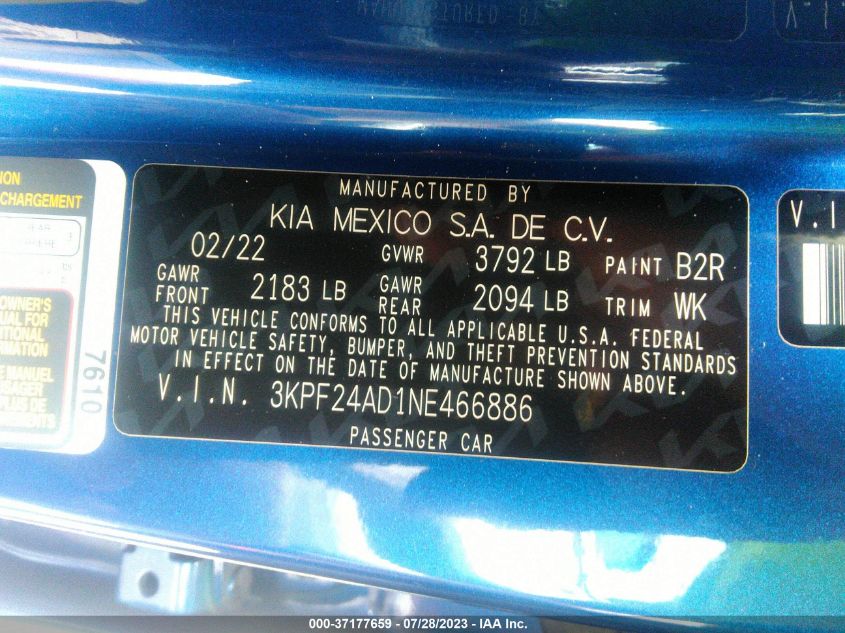 MANUFACTURED BY
KIA MEXICO S.A. DE C.V.
02/22 GVWR 3792 LB PAINT B2R
GAWR FRONT 2183 LB GAWR REAR 2094 LB TRIM WK
THIS VEHICLE CONFORMS TO ALL APPLICABLE U.S.A. FEDERAL
MOTOR VEHICLE SAFETY, BUMPER, AND THEFT PREVENTION STANDARDS
IN EFFECT ON THE DATE OF MANUFACTURE SHOWN ABOVE.
V.I.N. 3KPF24AD1NE466886
PASSENGER CAR
CHARGEMENT
OWNER'S
FOR
MANUEL
7610
V.I
000-37177659 - 07/28/2023 - IAA Inc.